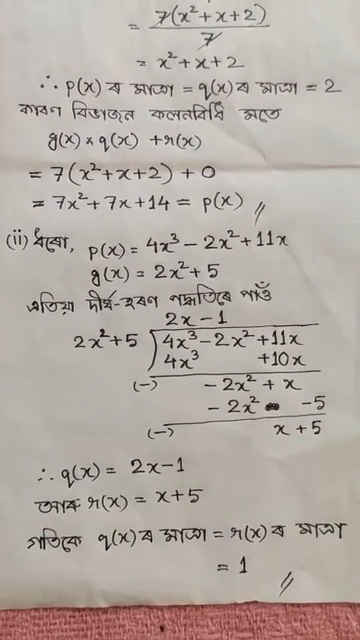 = 7(x²+x+2)/7
= x²+x+2
∴ p(x)ৰ মাত্ৰা = q(x)ৰ মাত্ৰা = 2
কাৰণ বিভাজন কলনবিধি মতে
g(x) × q(x) + r(x)
= 7(x²+x+2) + 0
= 7x²+7x+14 = p(x) //
(ii) ধৰো, p(x) = 4x³ - 2x² + 11x
g(x) = 2x² + 5
এতিয়া দীৰ্ঘ-হৰণ পদ্ধতিৰে পাওঁ
2x - 1
2x²+5 ) 4x³ - 2x² + 11x
4x³ + 10x
(-) - 2x² + x
- 2x² - 5
(-) x + 5
∴ q(x) = 2x-1
আৰু r(x) = x+5
গতিকে q(x)ৰ মাত্ৰা = r(x)ৰ মাত্ৰা
= 1 //